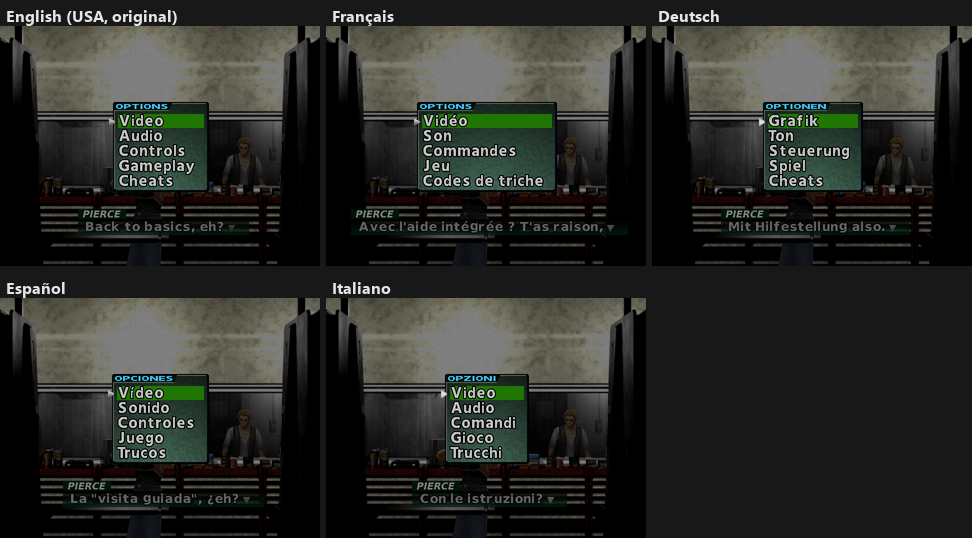 English (USA, original)
OPTIONS
Video
Audio
Controls
Gameplay
Cheats
PIERCE
Back to basics, eh?
Français
OPTIONS
Vidéo
Son
Commandes
Jeu
Codes de triche
PIERCE
Avec l'aide intégrée ? T'as raison,
Deutsch
OPTIONEN
Grafik
Ton
Steuerung
Spiel
Cheats
PIERCE
Mit Hilfestellung also.
Español
OPCIONES
Vídeo
Sonido
Controles
Juego
Trucos
PIERCE
La "visita guiada", ¿eh?
Italiano
OPZIONI
Video
Audio
Comandi
Gioco
Trucchi
PIERCE
Con le istruzioni?